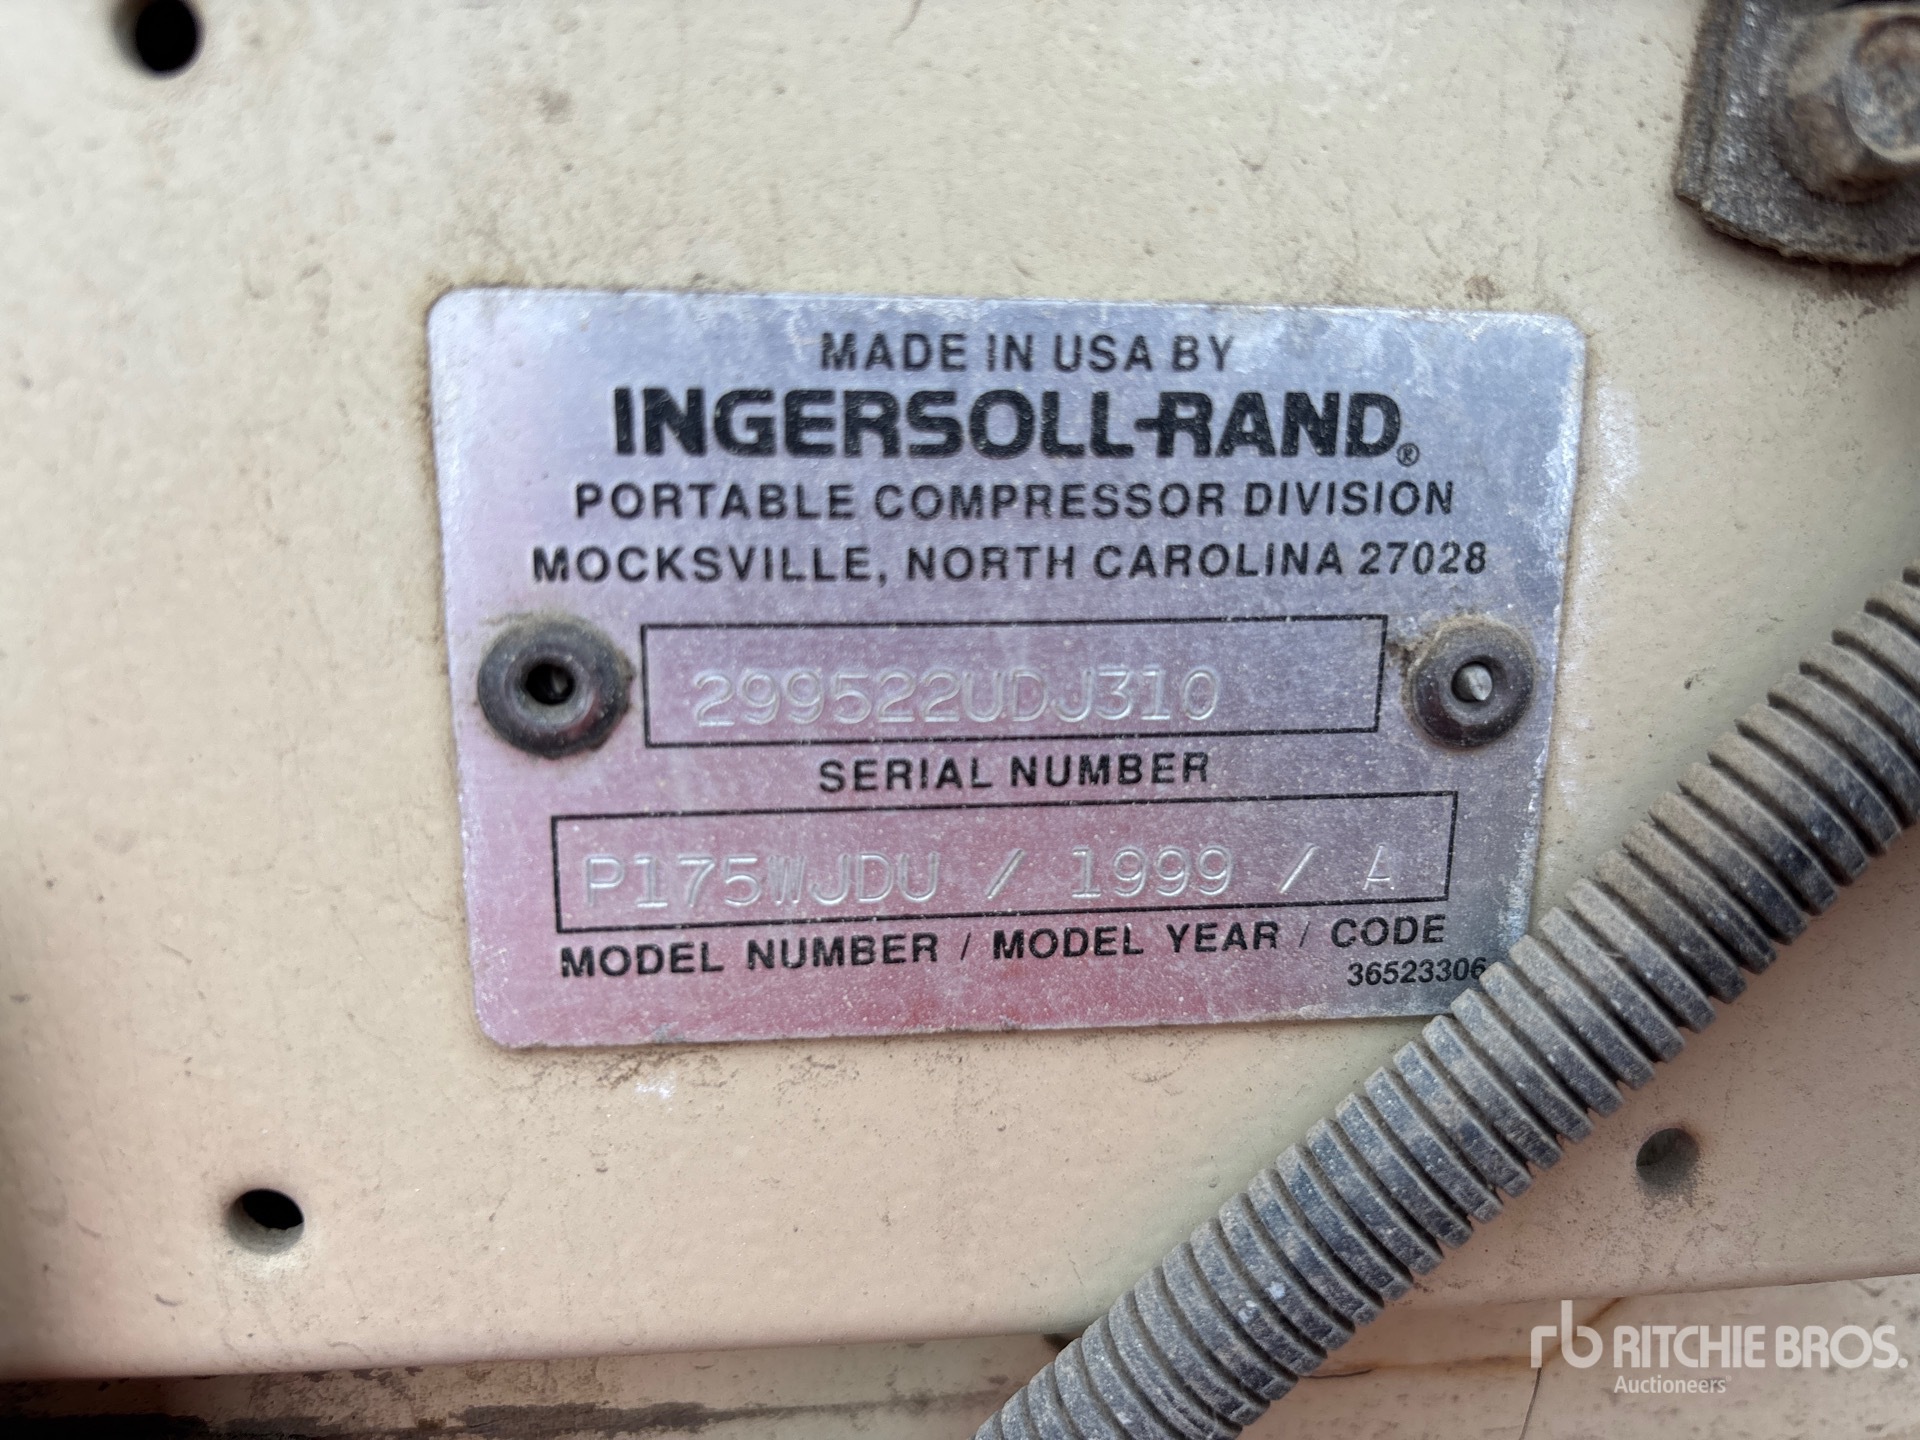 MADE IN USA BY
INGERSOLL-RAND®
PORTABLE COMPRESSOR DIVISION
MOCKSVILLE, NORTH CAROLINA 27028
299522UDJ310
SERIAL NUMBER
P175WJDU / 1999 / A
MODEL NUMBER / MODEL YEAR / CODE
36523306
rb RITCHIE BROS.
Auctioneers